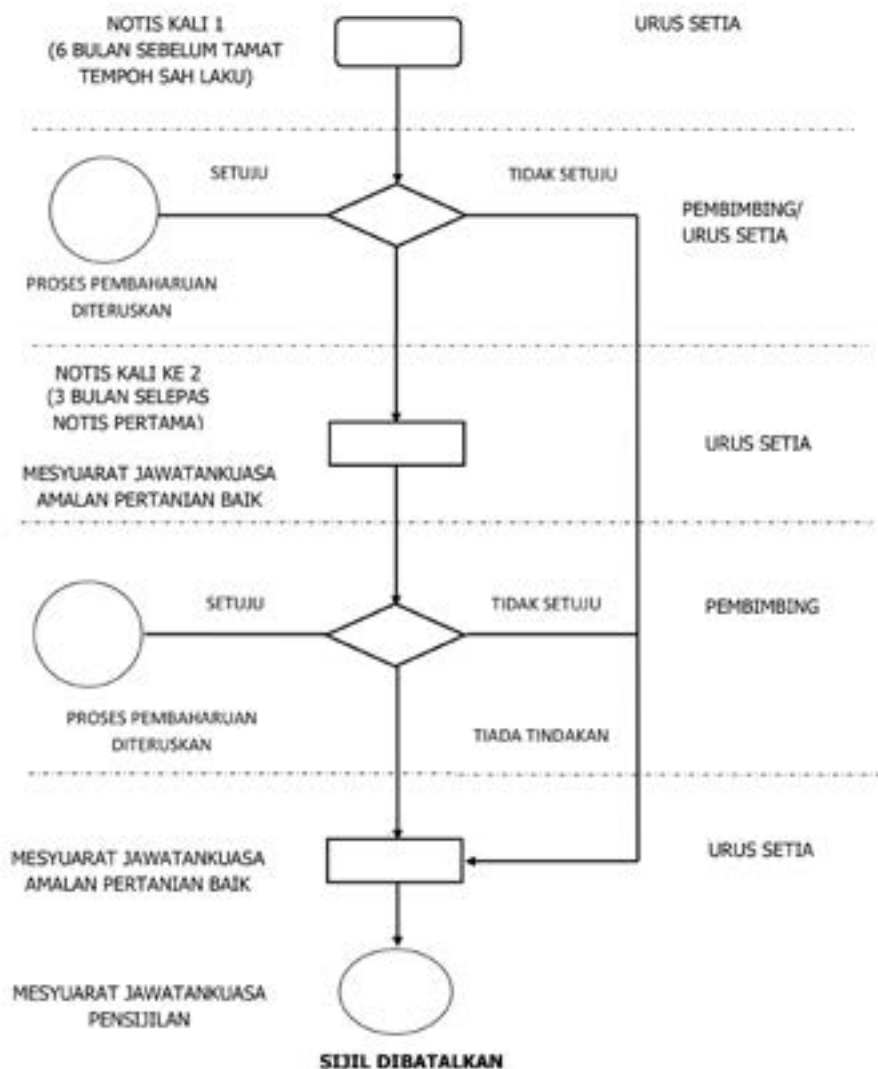 NOTIS KALI 1
(6 BULAN SEBELUM TAMAT
TEMPOH SAH LAKU)
URUS SETIA
SETUJU
TIDAK SETUJU
PEMBIMBING/
URUS SETIA
PROSES PEMBAHARUAN
DITERUSKAN
NOTIS KALI KE 2
(3 BULAN SELEPAS
NOTIS PERTAMA)
URUS SETIA
MESYUARAT JAWATANKUASA
AMALAN PERTANIAN BAIK
SETUJU
TIDAK SETUJU
PEMBIMBING
PROSES PEMBAHARUAN
DITERUSKAN
TIADA TINDAKAN
MESYUARAT JAWATANKUASA
AMALAN PERTANIAN BAIK
URUS SETIA
MESYUARAT JAWATANKUASA
PENSIJILAN
SIJIL DIBATALKAN